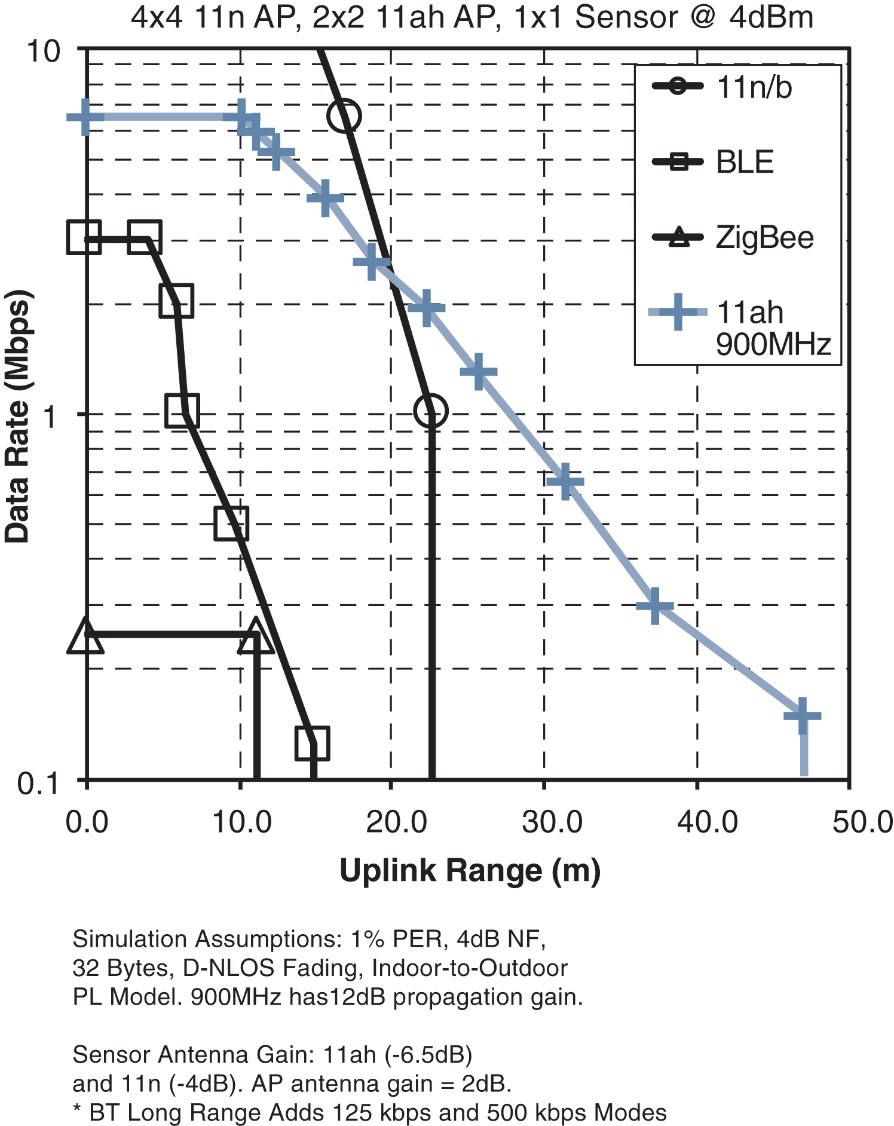 4x4 11n AP, 2x2 11ah AP, 1x1 Sensor @ 4dBm
10
1
0.1
Data Rate (Mbps)
11n/b
BLE
ZigBee
11ah
900MHz
0.0 10.0 20.0 30.0 40.0 50.0
Uplink Range (m)
Simulation Assumptions: 1% PER, 4dB NF,
32 Bytes, D-NLOS Fading, Indoor-to-Outdoor
PL Model. 900MHz has12dB propagation gain.
Sensor Antenna Gain: 11ah (-6.5dB)
and 11n (-4dB). AP antenna gain = 2dB.
* BT Long Range Adds 125 kbps and 500 kbps Modes